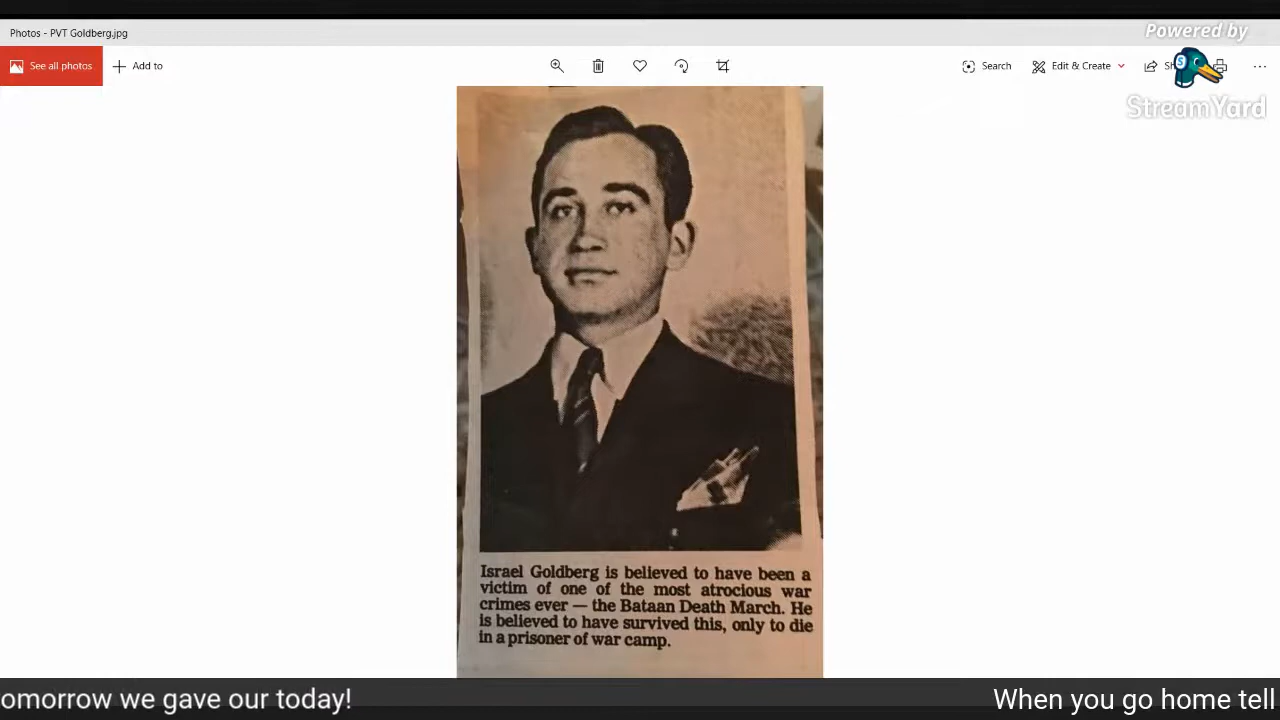 Photos - PVT Goldberg.jpg
Powered by
See all photos
Add to
Search
Edit & Create
Sh
StreamYard
Israel Goldberg is believed to have been a
victim of one of the most atrocious war
crimes ever — the Bataan Death March. He
is believed to have survived this, only to die
in a prisoner of war camp.
omorrow we gave our today!
When you go home tell